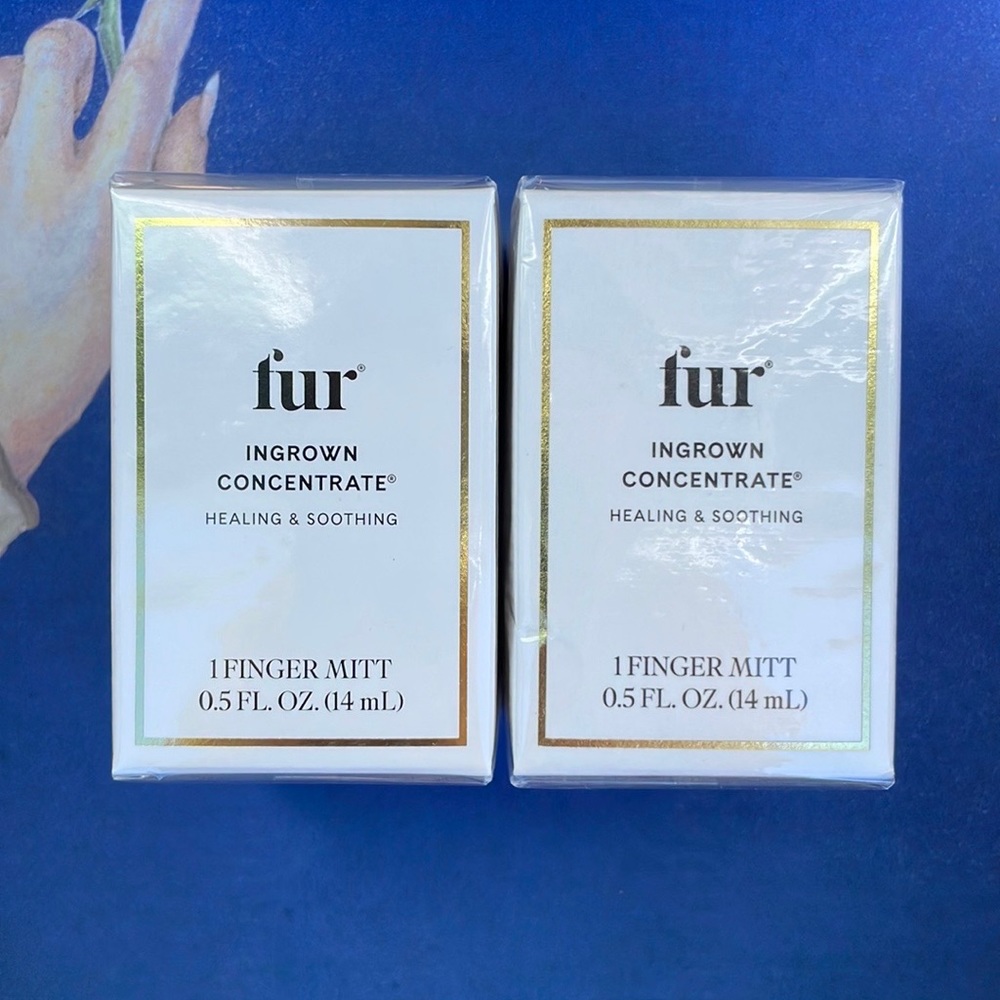 fur®
INGROWN
CONCENTRATE®
HEALING & SOOTHING
1 FINGER MITT
0.5 FL. OZ. (14 mL)
fur®
INGROWN
CONCENTRATE®
HEALING & SOOTHING
1 FINGER MITT
0.5 FL. OZ. (14 mL)